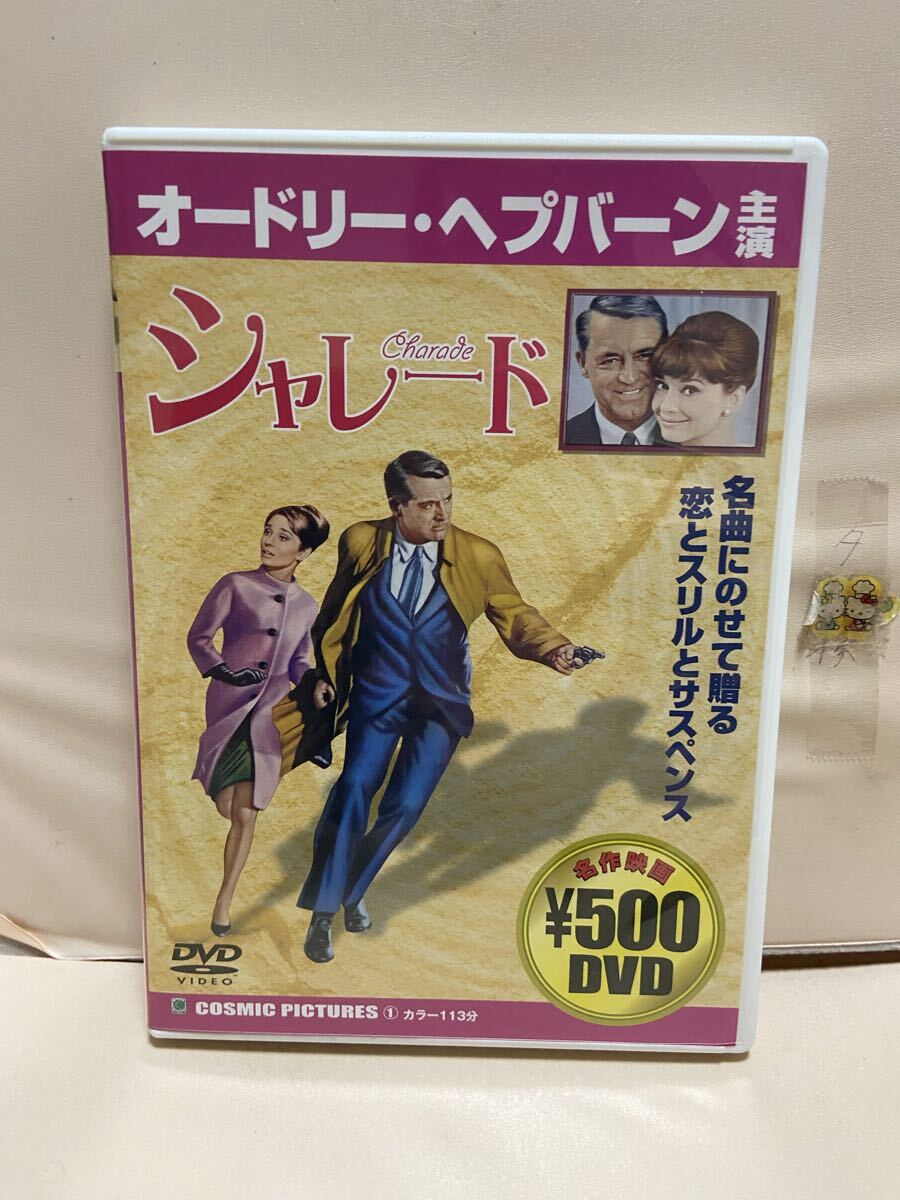 オードリー・ヘプバーン主演
Charade
シャレード
名曲にのせて贈る
恋とスリルとサスペンス
名作映画
¥500
DVD
DVD
VIDEO
COSMIC PICTURES ① カラー113分